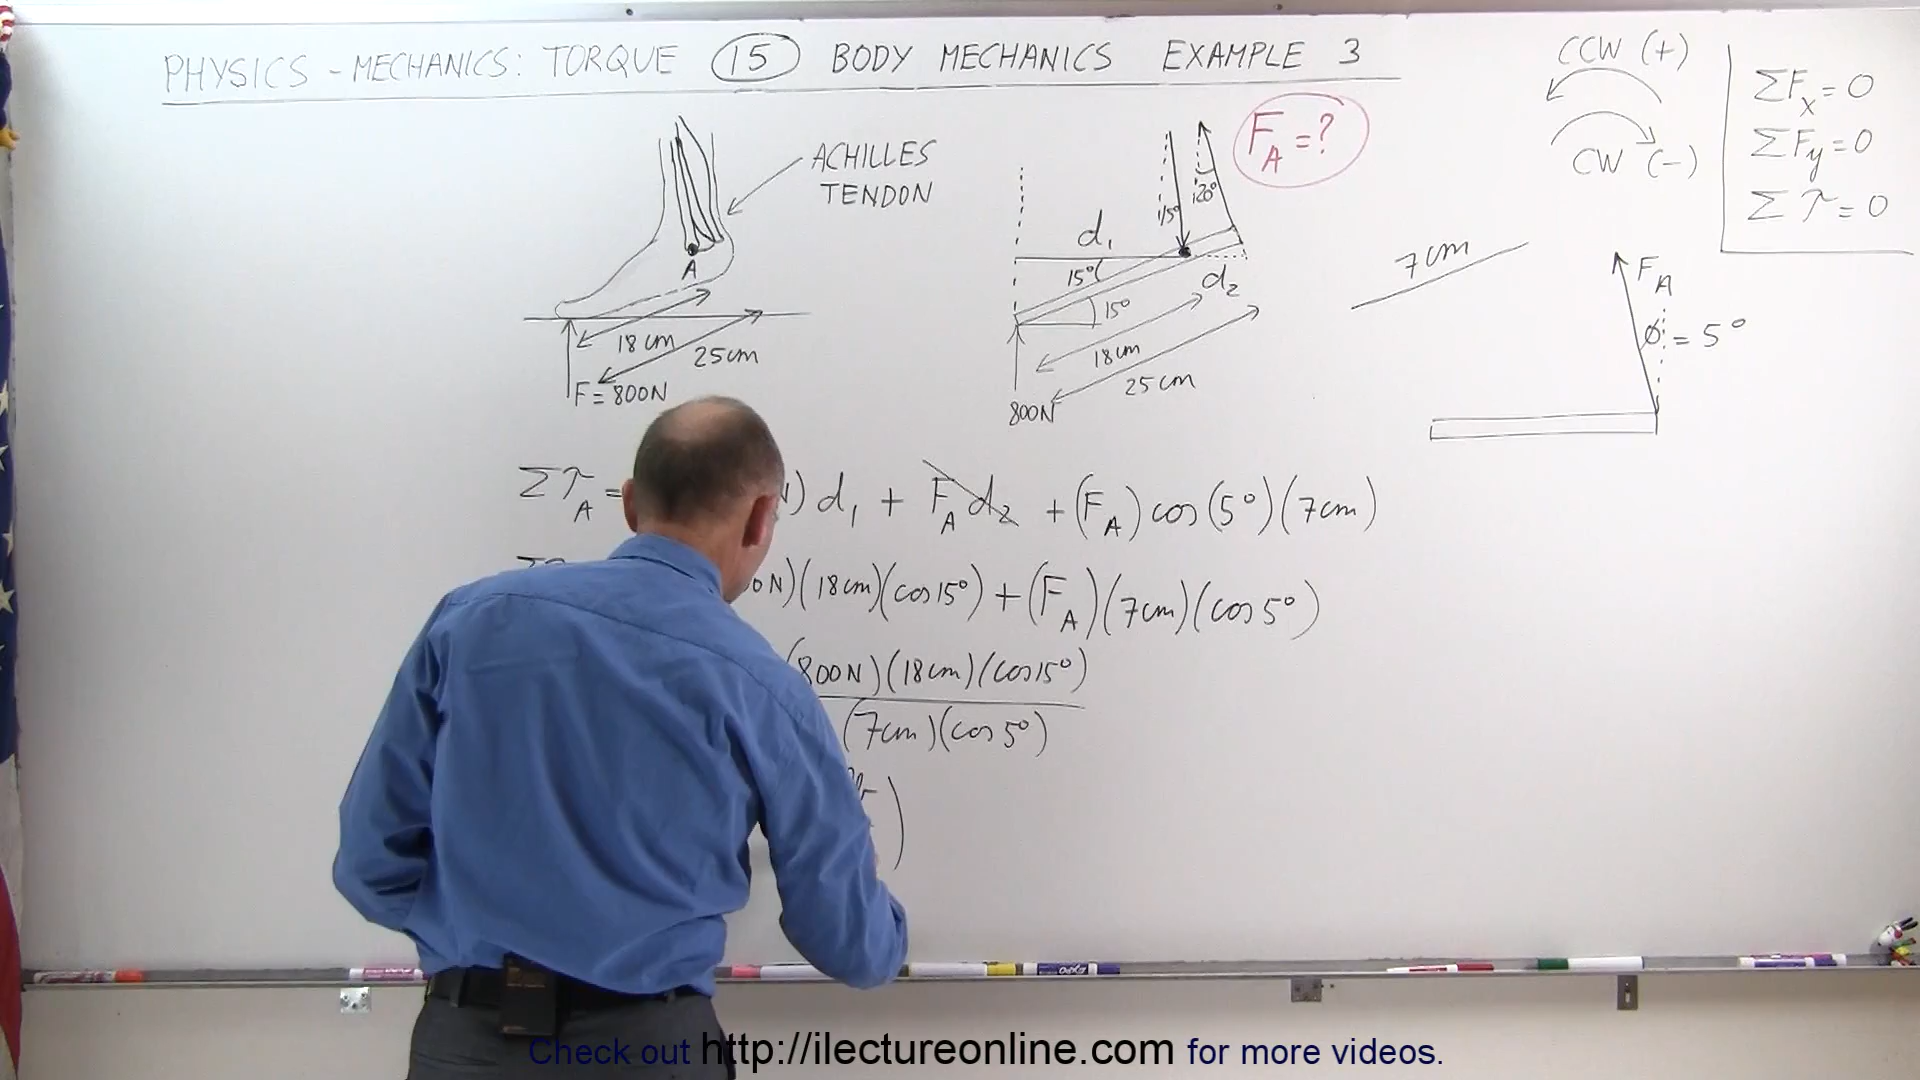 PHYSICS - MECHANICS: TORQUE 15 BODY MECHANICS EXAMPLE 3
CCW (+)
CW (-)
ΣFx = 0
ΣFy = 0
Στ = 0
ACHILLES
TENDON
A
18 cm
25 cm
F = 800N
FA = ?
d1
15°
20°
15°
d2
15°
18 cm
25 cm
800N
7 cm
FA
φ = 5°
ΣτA = N) d1 + FA d2 + (FA) cos (5°) (7cm)
0N) (18 cm) (cos 15°) + (FA) (7cm) (cos 5°)
(800N) (18 cm) (cos 15°)
(7cm) (cos 5°)
EXPO
Check out http://ilectureonline.com for more videos.